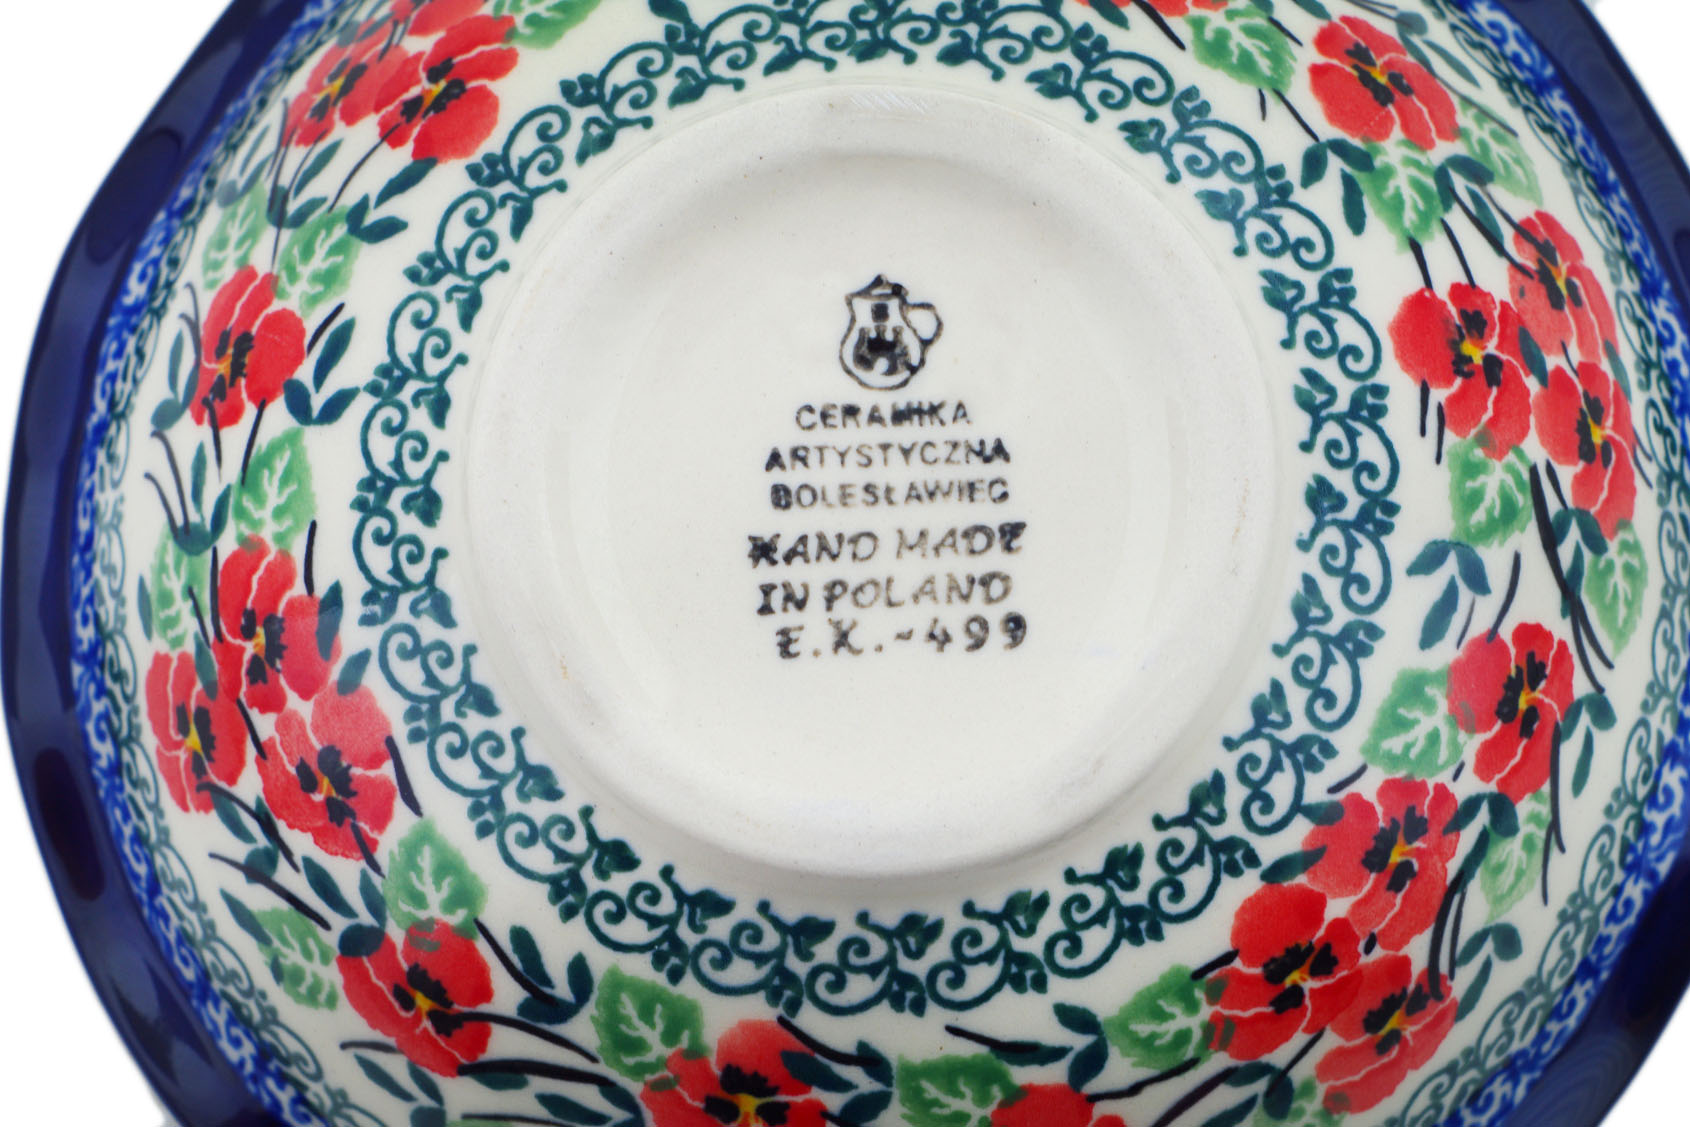 CERAMIKA
ARTYSTYCZNA
BOLESŁAWIEC
HAND MADE
IN POLAND
E.K.-499